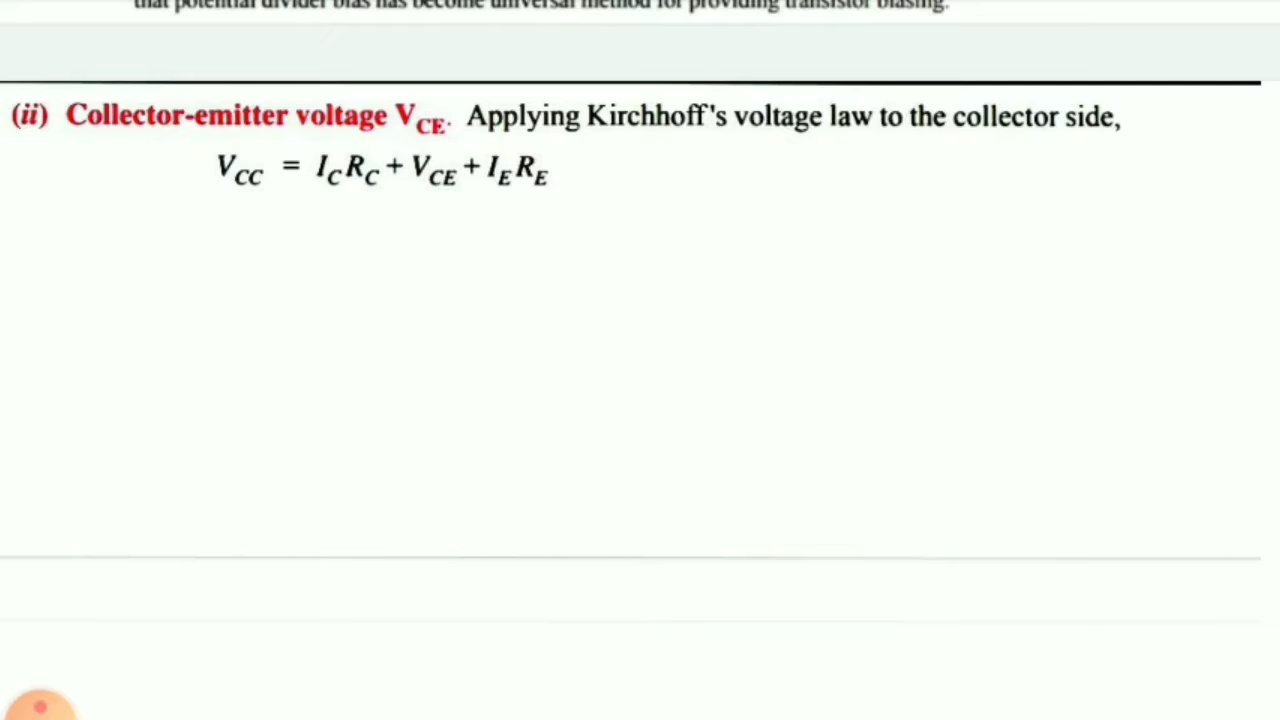 that potential divider bias has become universal method for providing transistor biasing.
(ii) Collector-emitter voltage V_CE. Applying Kirchhoff's voltage law to the collector side,
V_CC = I_C R_C + V_CE + I_E R_E